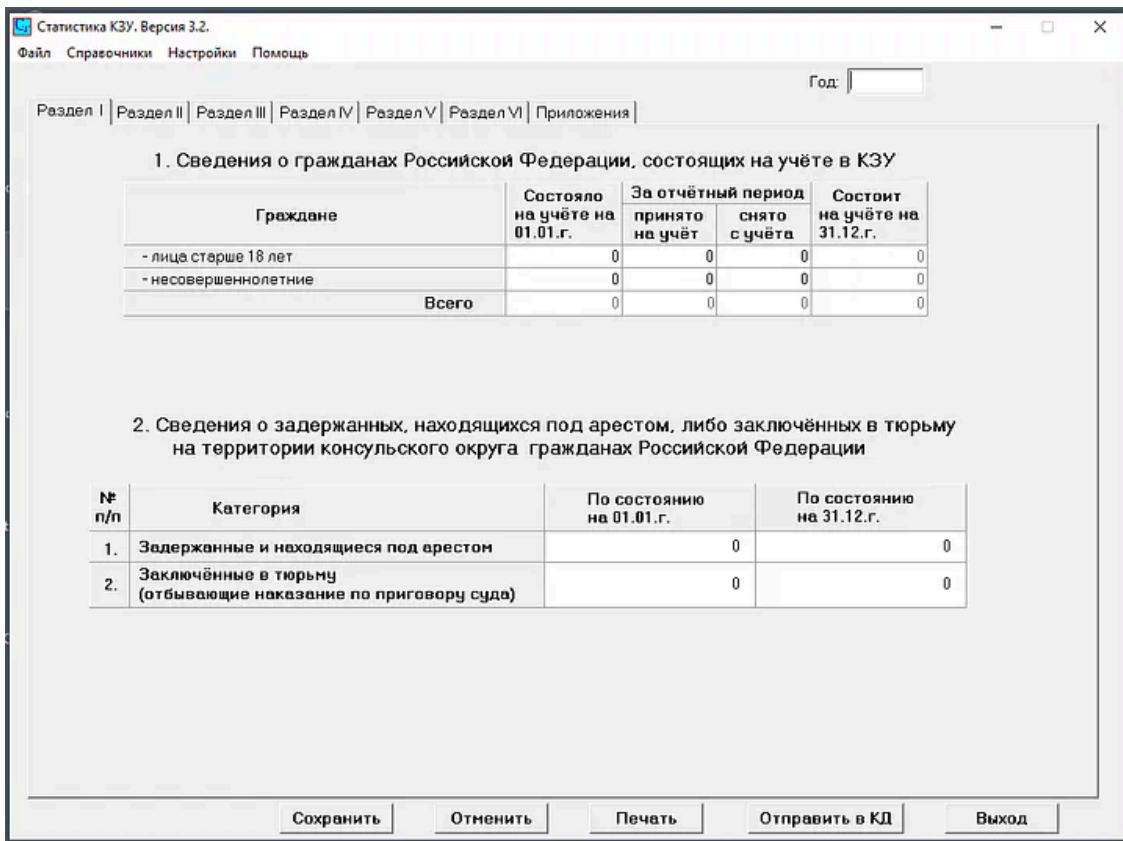 Статистика КЗУ. Версия 3.2.
Файл Справочники Настройки Помощь
Год:
Раздел I Раздел II Раздел III Раздел IV Раздел V Раздел VI Приложения
1. Сведения о гражданах Российской Федерации, состоящих на учёте в КЗУ
Граждане
Состояло
на учёте на
01.01.г.
За отчётный период
принято
на учёт
снято
с учёта
Состоит
на учёте на
31.12.г.
- лица старше 18 лет 0 0 0 0
- несовершеннолетние 0 0 0 0
Всего 0 0 0 0
2. Сведения о задержанных, находящихся под арестом, либо заключённых в тюрьму
на территории консульского округа гражданах Российской Федерации
№
п/п
Категория
По состоянию
на 01.01.г.
По состоянию
на 31.12.г.
1. Задержанные и находящиеся под арестом 0 0
2. Заключённые в тюрьму
(отбывающие наказание по приговору суда) 0 0
Сохранить Отменить Печать Отправить в КД Выход